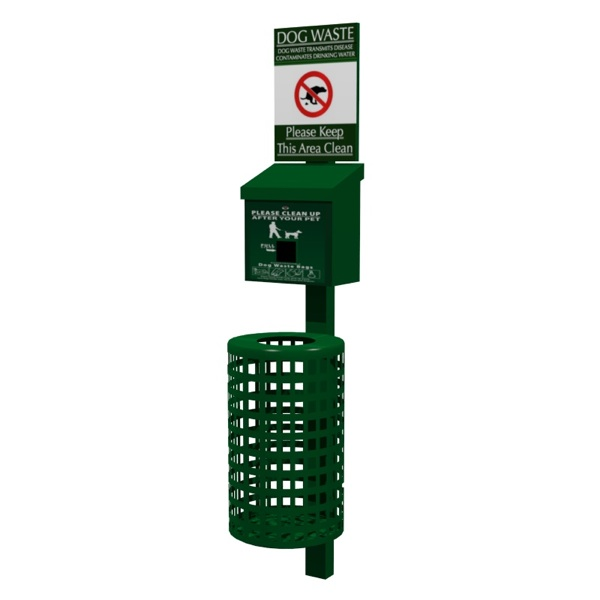 DOG WASTE
DOG WASTE TRANSMITS DISEASE
CONTAMINATES DRINKING WATER
Please Keep
This Area Clean
PLEASE CLEAN UP
AFTER YOUR PET
PULL
Dog Waste Bags